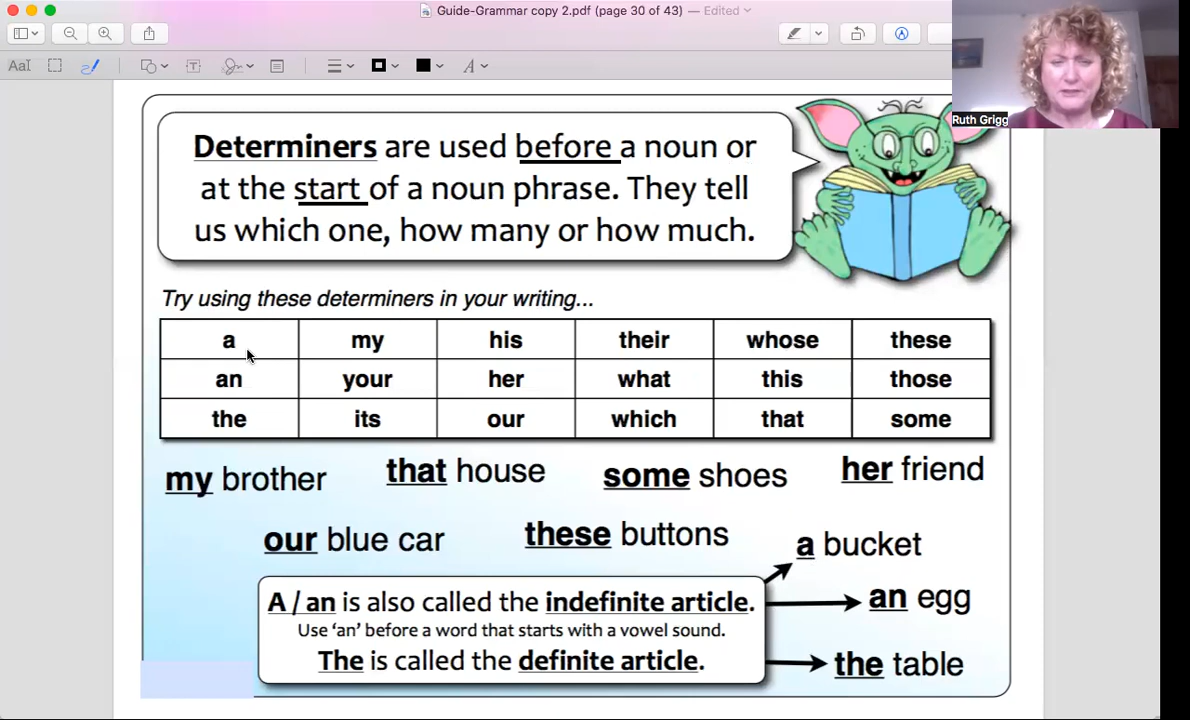 Guide-Grammar copy 2.pdf (page 30 of 43) — Edited
AaI
A
Ruth Grigg
Determiners are used before a noun or
at the start of a noun phrase. They tell
us which one, how many or how much.
Try using these determiners in your writing...
a my his their whose these
an your her what this those
the its our which that some
my brother that house some shoes her friend
our blue car these buttons a bucket
A / an is also called the indefinite article.
an egg
Use ‘an’ before a word that starts with a vowel sound.
The is called the definite article.
the table